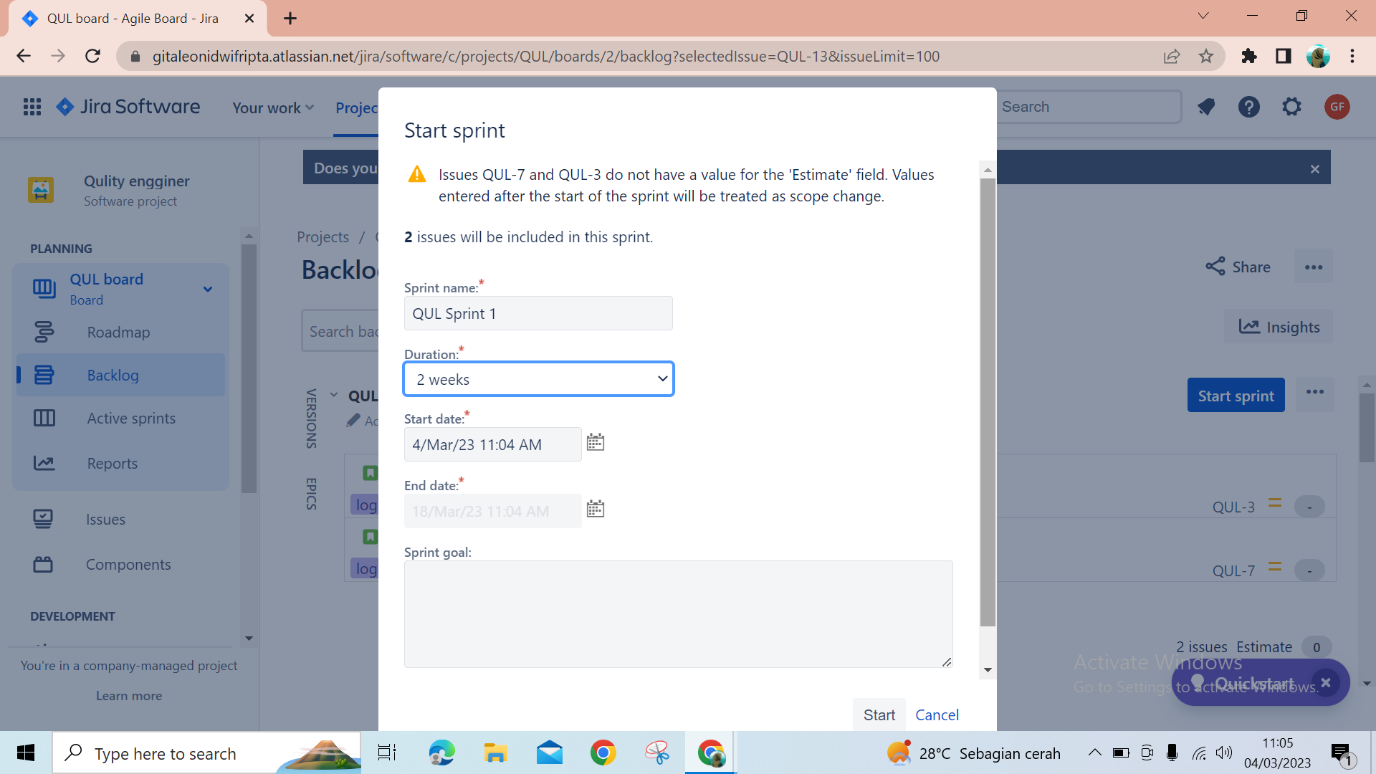 QUL board - Agile Board - Jira
gitaleonidwifripta.atlassian.net/jira/software/c/projects/QUL/boards/2/backlog?selectedIssue=QUL-13&issueLimit=100
Jira Software
Your work
Projec
Search
GF
Does you
Qulity engginer
Software project
PLANNING
QUL board
Board
Roadmap
Backlog
Active sprints
Reports
Issues
Components
DEVELOPMENT
You're in a company-managed project
Learn more
Projects /
Backlo
Search bac
Share
Insights
VERSIONS
EPICS
QUL
Start sprint
log
QUL-3 -
log
QUL-7 -
2 issues Estimate 0
Quickstart
Start sprint
Issues QUL-7 and QUL-3 do not have a value for the 'Estimate' field. Values
entered after the start of the sprint will be treated as scope change.
2 issues will be included in this sprint.
Sprint name:*
QUL Sprint 1
Duration:*
2 weeks
Start date:*
4/Mar/23 11:04 AM
End date:*
18/Mar/23 11:04 AM
Sprint goal:
Start Cancel
Activate Windows
Go to Settings to activate Windows.
Type here to search
28°C Sebagian cerah
11:05
04/03/2023
1